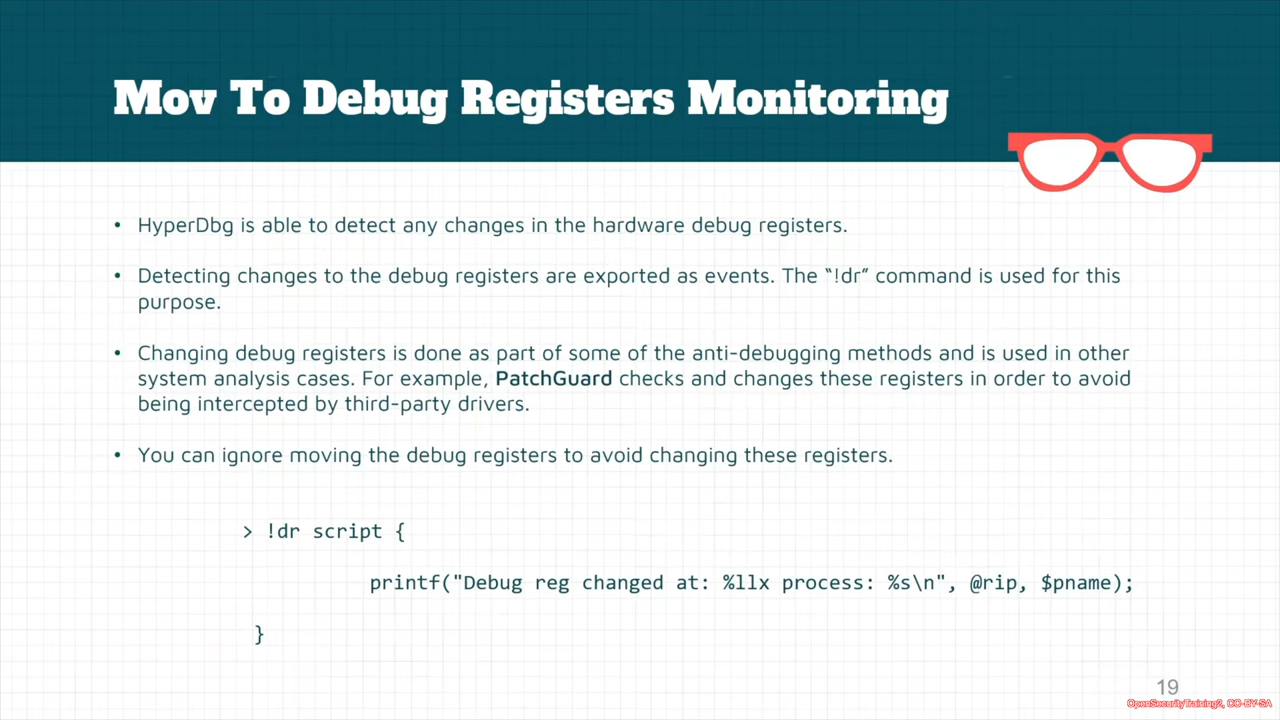 Mov To Debug Registers Monitoring
• HyperDbg is able to detect any changes in the hardware debug registers.
• Detecting changes to the debug registers are exported as events. The “!dr” command is used for this
purpose.
• Changing debug registers is done as part of some of the anti-debugging methods and is used in other
system analysis cases. For example, PatchGuard checks and changes these registers in order to avoid
being intercepted by third-party drivers.
• You can ignore moving the debug registers to avoid changing these registers.
> !dr script {
printf("Debug reg changed at: %llx process: %s\n", @rip, $pname);
}
19
OpenSecurityTraining2, CC-BY-SA